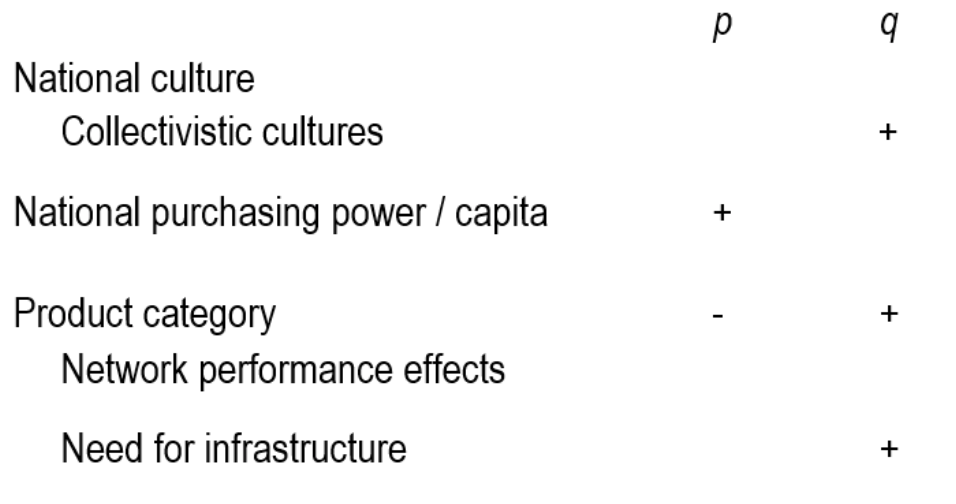 p q
National culture
Collectivistic cultures +
National purchasing power / capita +
Product category - +
Network performance effects
Need for infrastructure +